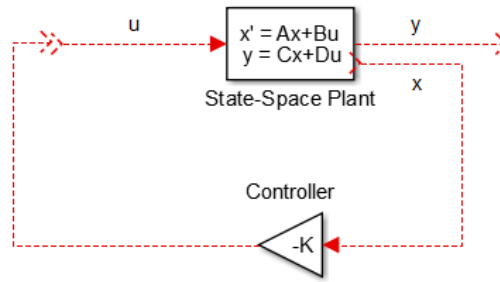 u
x' = Ax+Bu
y = Cx+Du
y
State-Space Plant
x
Controller
-K